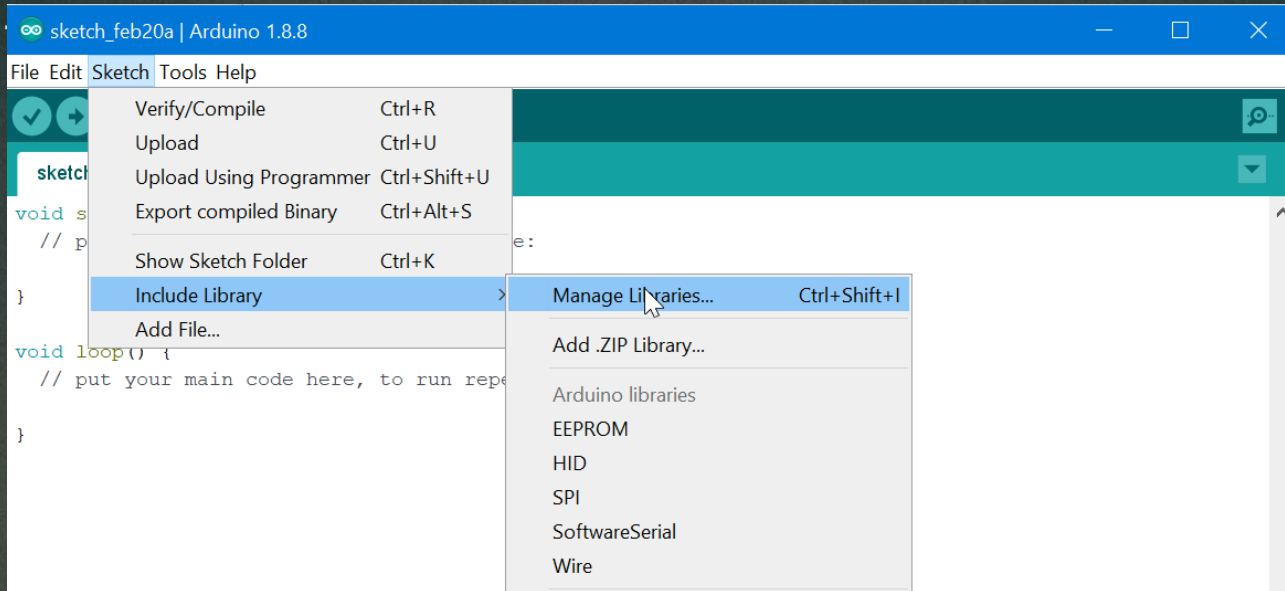 sketch_feb20a | Arduino 1.8.8
File Edit Sketch Tools Help
Verify/Compile Ctrl+R
Upload Ctrl+U
Upload Using Programmer Ctrl+Shift+U
Export compiled Binary Ctrl+Alt+S
Show Sketch Folder Ctrl+K
Include Library
Add File...
Manage Libraries... Ctrl+Shift+I
Add .ZIP Library...
Arduino libraries
EEPROM
HID
SPI
SoftwareSerial
Wire
sketch
void s
// p e:
}
void loop() {
// put your main code here, to run repe
}